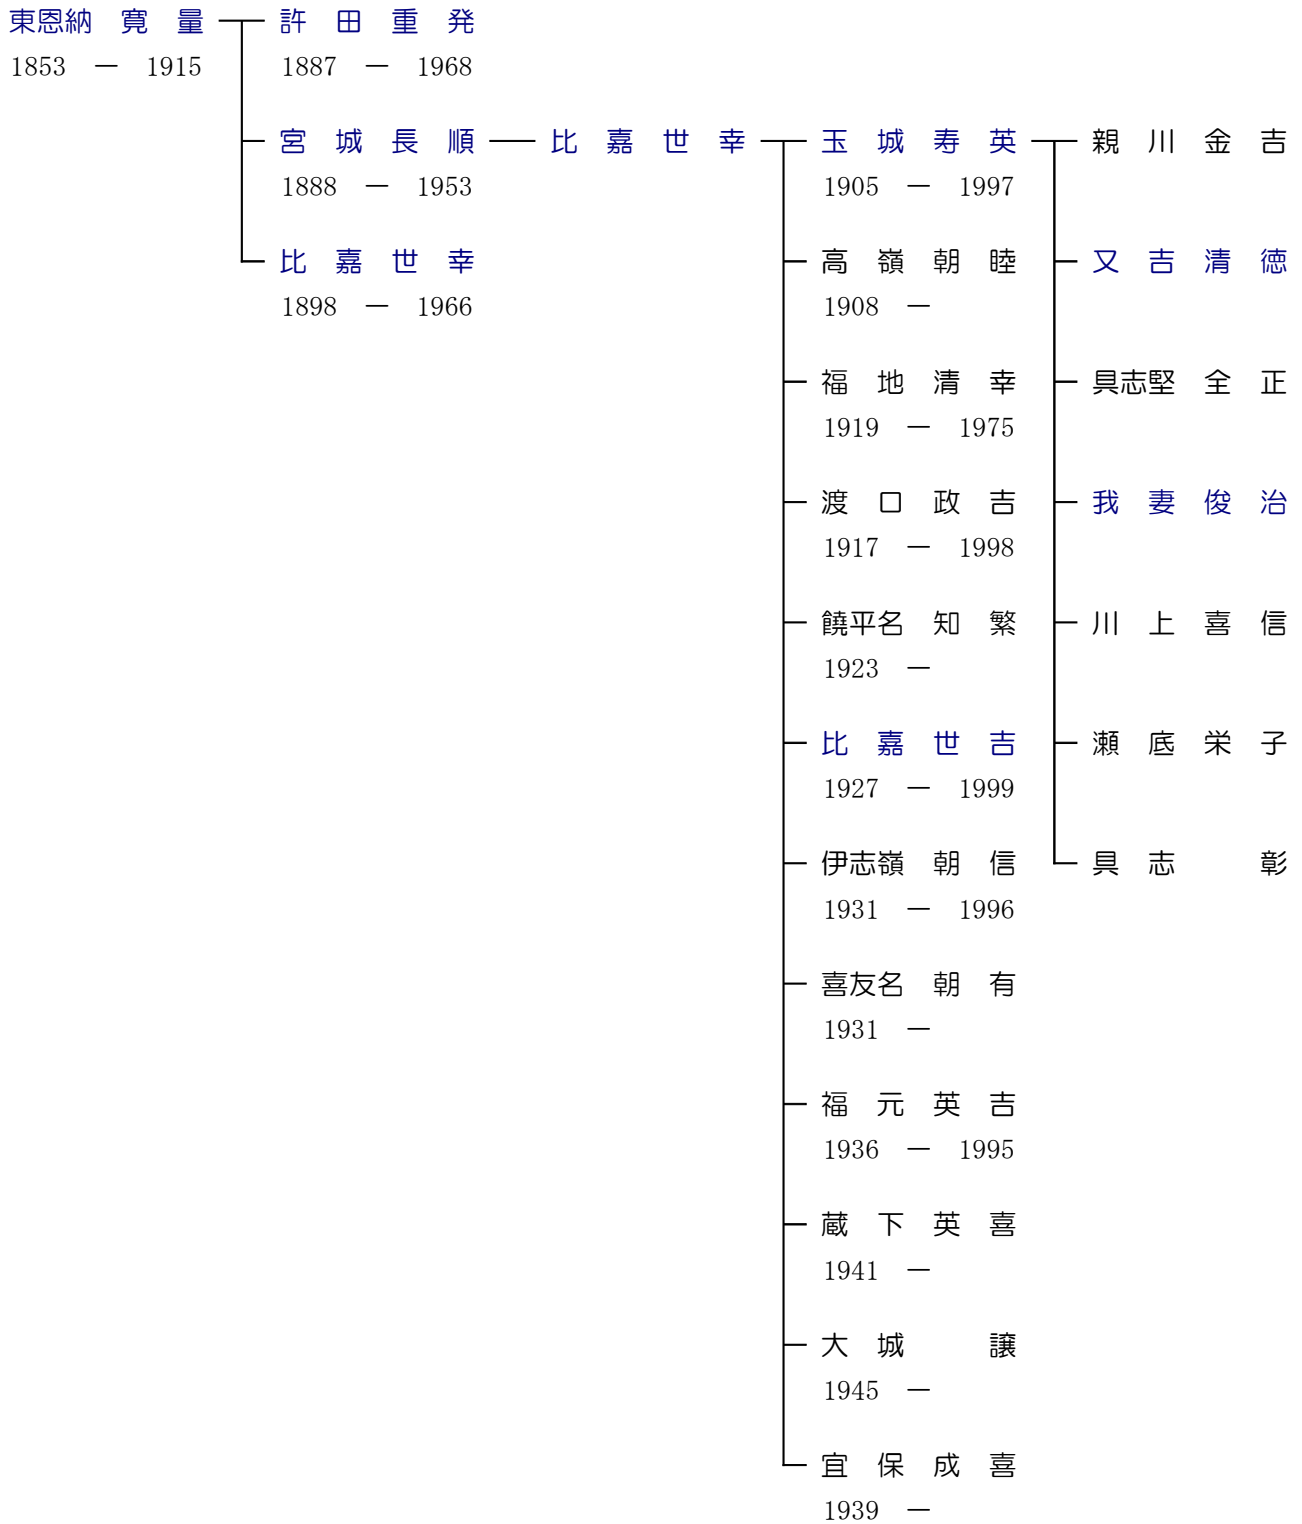 東恩納 寛 量 許 田 重 発
1853 ― 1915 1887 ― 1968
宮 城 長 順 比 嘉 世 幸 玉 城 寿 英 親 川 金 吉
1888 ― 1953 1905 ― 1997
比 嘉 世 幸 高 嶺 朝 睦 又 吉 清 徳
1898 ― 1966 1908 ―
福 地 清 幸 具志堅 全 正
1919 ― 1975
渡 口 政 吉 我 妻 俊 治
1917 ― 1998
饒平名 知 繁 川 上 喜 信
1923 ―
比 嘉 世 吉 瀬 底 栄 子
1927 ― 1999
伊志嶺 朝 信 具 志 彰
1931 ― 1996
喜友名 朝 有
1931 ―
福 元 英 吉
1936 ― 1995
蔵 下 英 喜
1941 ―
大 城 譲
1945 ―
宜 保 成 喜
1939 ―